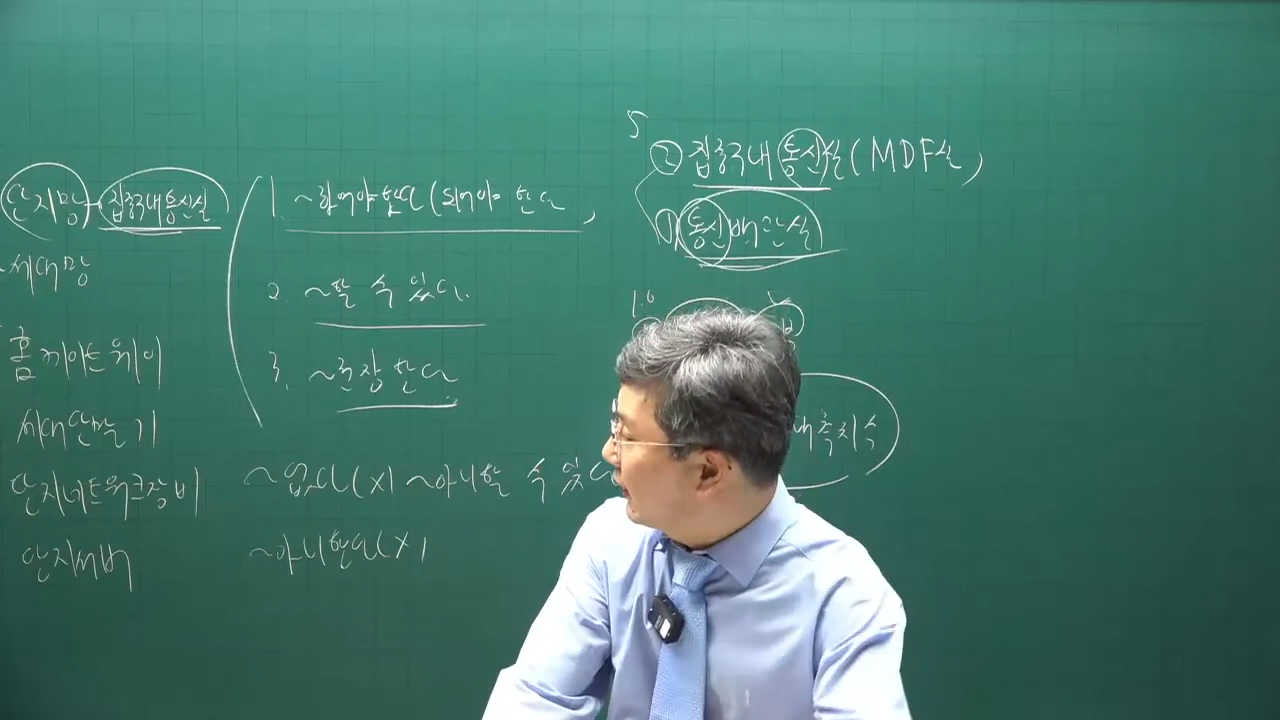 단지망 - 집중구내통신실
세대망
홈게이트웨이
세대단말기
단지네트워크장비
단지서버
1. ~하여야 한다 (되어야 한다)
2. ~할 수 있다.
3. ~권장한다
~없다 (X) ~아니할 수 있다
~아니한다 (X)
5
② 집중구내통신실 (MDF실)
① 통신배관실